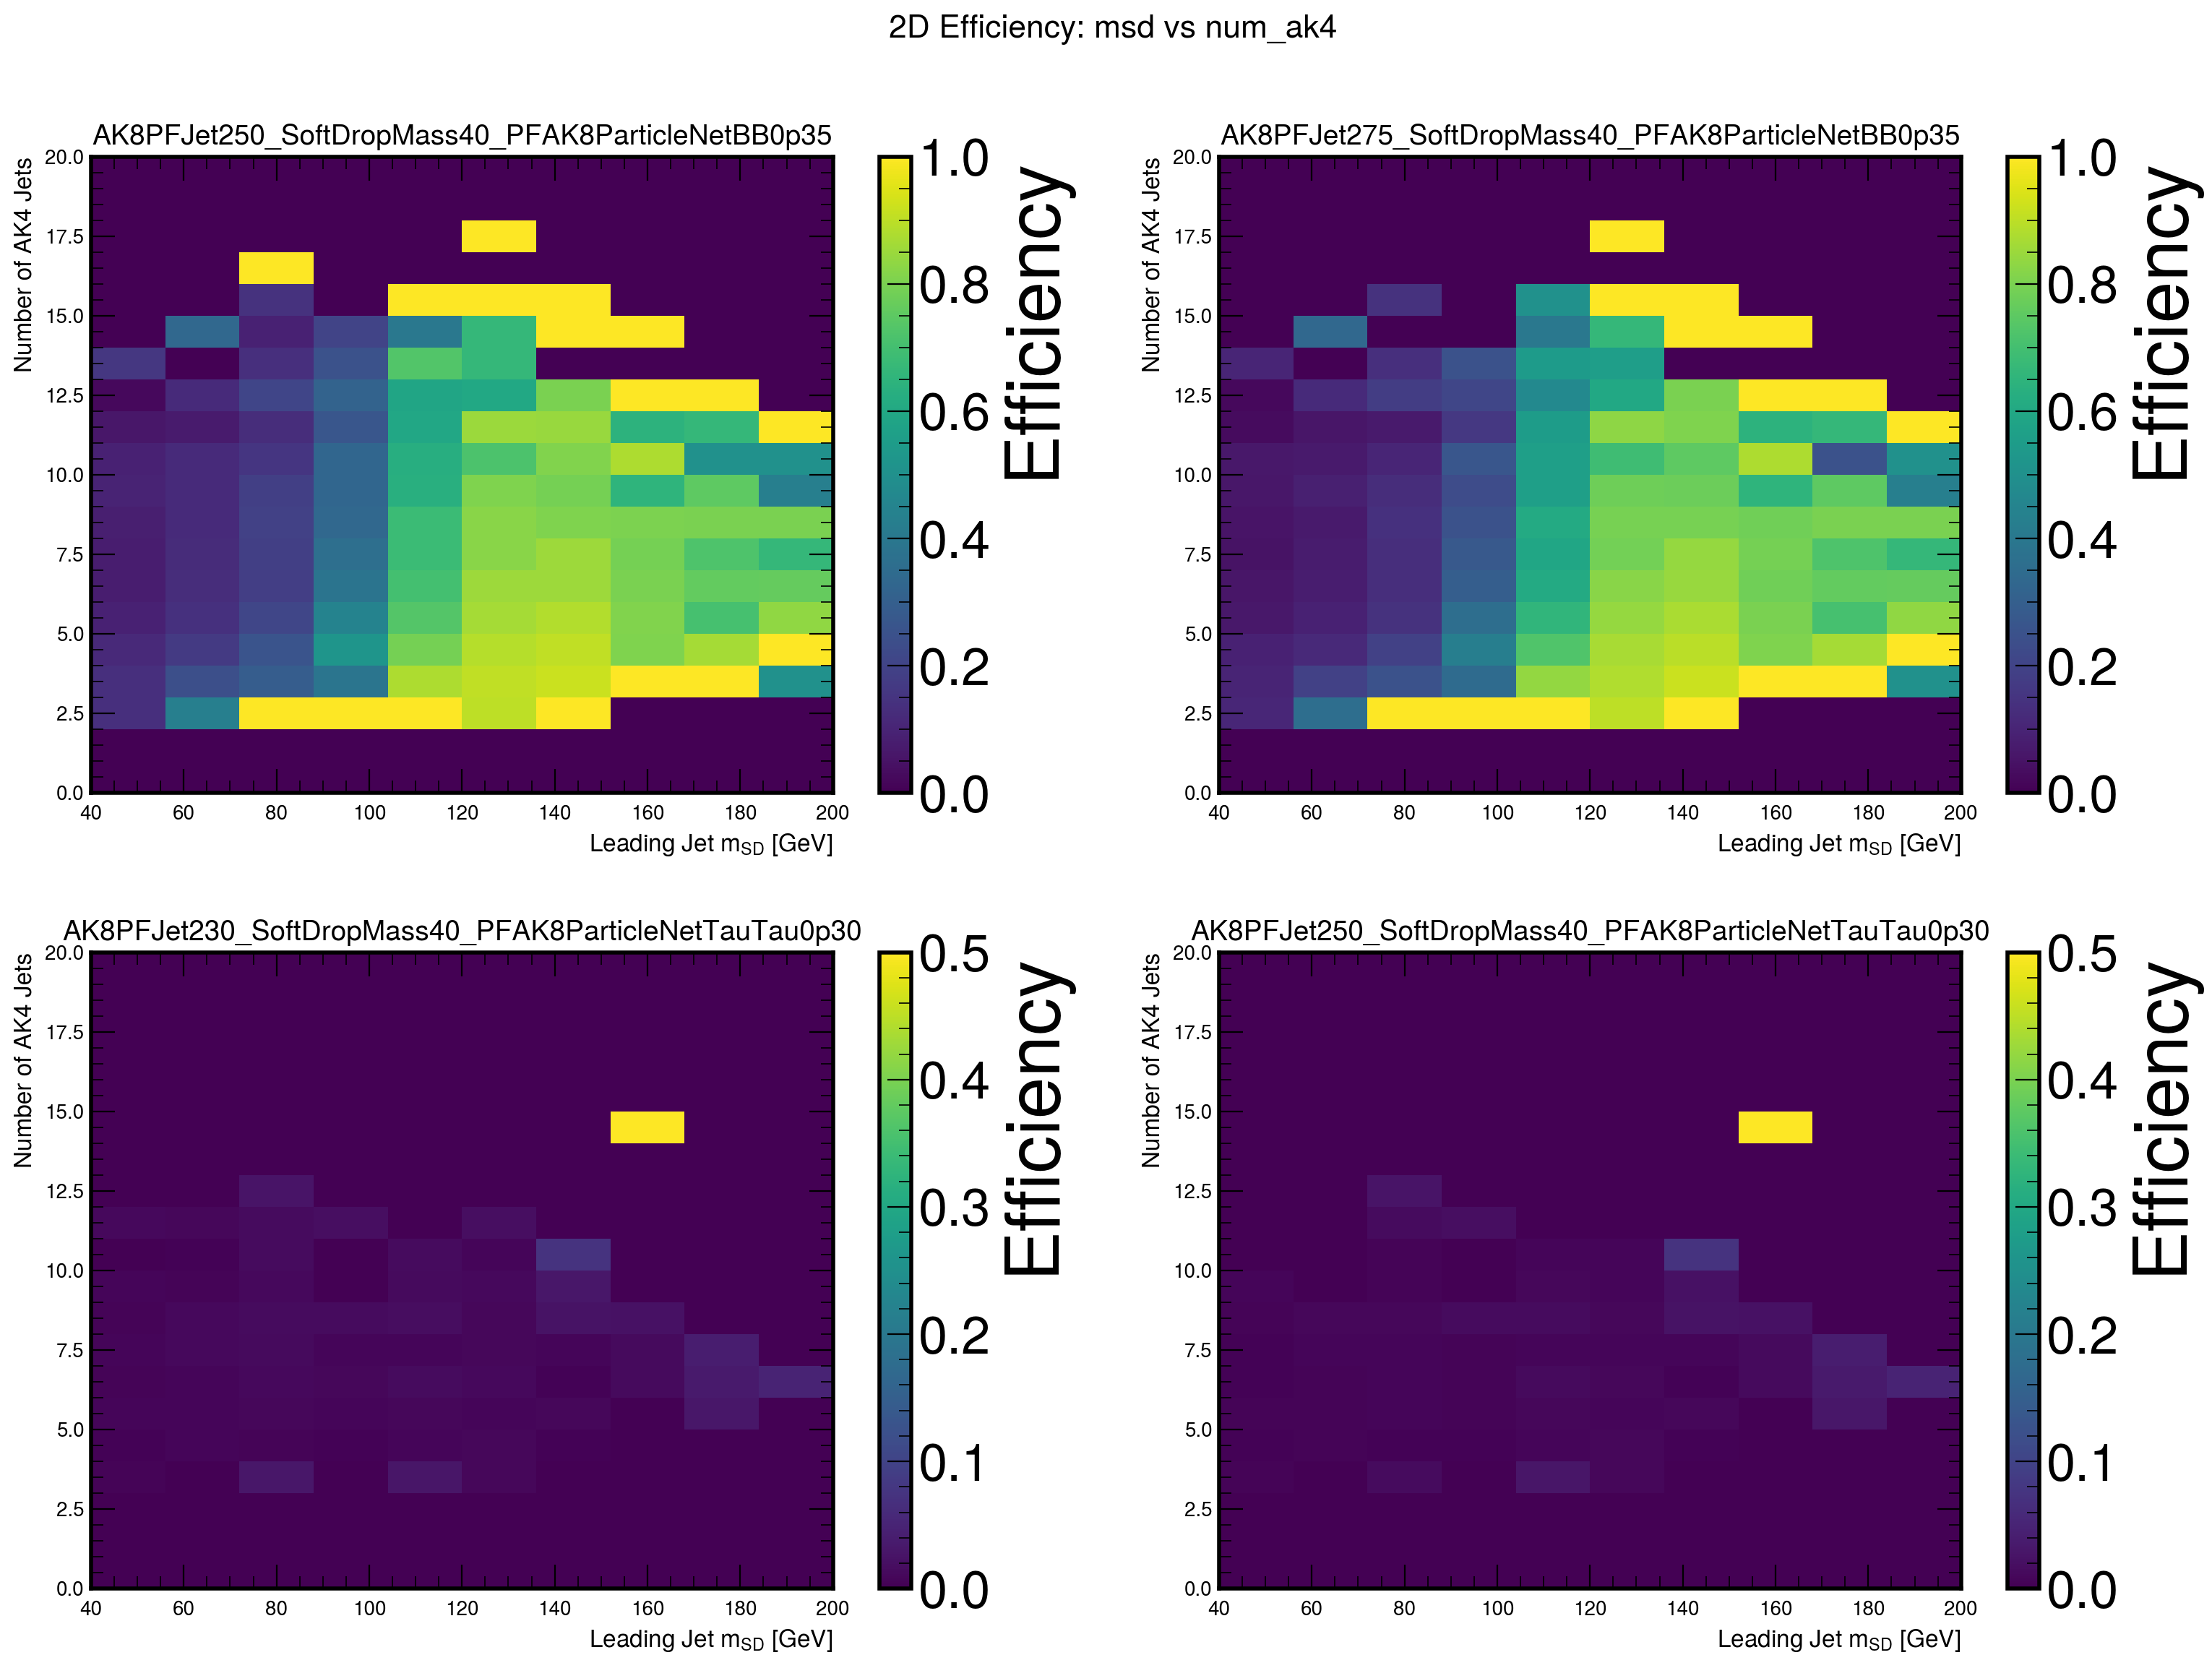 2D Efficiency: msd vs num_ak4
AK8PFJet250_SoftDropMass40_PFAK8ParticleNetBB0p35
Number of AK4 Jets
20.0
17.5
15.0
12.5
10.0
7.5
5.0
2.5
0.0
40 60 80 100 120 140 160 180 200
Leading Jet mSD [GeV]
1.0
0.8
0.6
0.4
0.2
0.0
Efficiency
AK8PFJet275_SoftDropMass40_PFAK8ParticleNetBB0p35
Number of AK4 Jets
20.0
17.5
15.0
12.5
10.0
7.5
5.0
2.5
0.0
40 60 80 100 120 140 160 180 200
Leading Jet mSD [GeV]
1.0
0.8
0.6
0.4
0.2
0.0
Efficiency
AK8PFJet230_SoftDropMass40_PFAK8ParticleNetTauTau0p30
Number of AK4 Jets
20.0
17.5
15.0
12.5
10.0
7.5
5.0
2.5
0.0
40 60 80 100 120 140 160 180 200
Leading Jet mSD [GeV]
0.5
0.4
0.3
0.2
0.1
0.0
Efficiency
AK8PFJet250_SoftDropMass40_PFAK8ParticleNetTauTau0p30
Number of AK4 Jets
20.0
17.5
15.0
12.5
10.0
7.5
5.0
2.5
0.0
40 60 80 100 120 140 160 180 200
Leading Jet mSD [GeV]
0.5
0.4
0.3
0.2
0.1
0.0
Efficiency